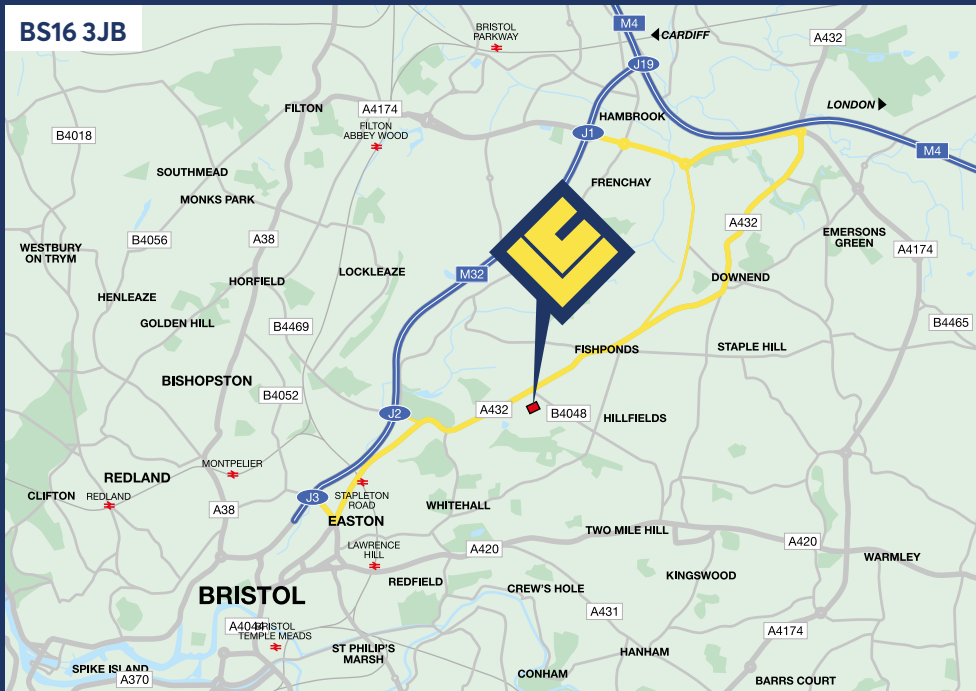 BS16 3JB
M4
CARDIFF
BRISTOL
PARKWAY
A432
J19
LONDON
FILTON
A4174
HAMBROOK
B4018
FILTON
ABBEY WOOD
J1
M4
SOUTHMEAD
FRENCHAY
MONKS PARK
A432
B4056
A38
EMERSONS
GREEN
WESTBURY
ON TRYM
A4174
LOCKLEAZE
M32
DOWNEND
HORFIELD
HENLEAZE
GOLDEN HILL
B4469
B4465
FISHPONDS
STAPLE HILL
BISHOPSTON
B4052
J2
A432
B4048
HILLFIELDS
MONTPELIER
REDLAND
CLIFTON
REDLAND
J3
STAPLETON
ROAD
A38
WHITEHALL
EASTON
TWO MILE HILL
A420
LAWRENCE
HILL
A420
WARMLEY
REDFIELD
KINGSWOOD
CREW'S HOLE
BRISTOL
A431
A4044
BRISTOL
TEMPLE MEADS
A4174
ST PHILIP'S
MARSH
HANHAM
SPIKE ISLAND
A370
CONHAM
BARRS COURT